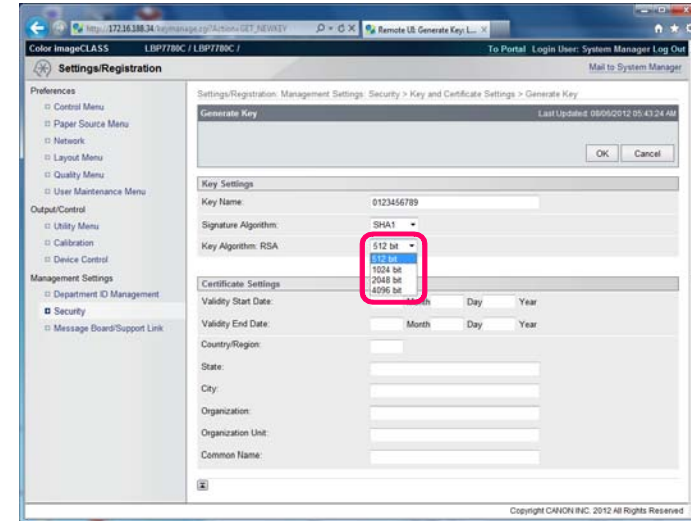 http://172.16.188.34/keymanage.cgi?Action=GET_NEWKEY
Remote UI: Generate Key: L...
Color imageCLASS LBP7780C / LBP7780C /
To Portal Login User: System Manager Log Out
Settings/Registration
Mail to System Manager
Preferences
Control Menu
Paper Source Menu
Network
Layout Menu
Quality Menu
User Maintenance Menu
Output/Control
Utility Menu
Calibration
Device Control
Management Settings
Department ID Management
Security
Message Board/Support Link
Settings/Registration: Management Settings: Security > Key and Certificate Settings > Generate Key
Generate Key
Last Updated: 08/06/2012 05:43:24 AM
OK Cancel
Key Settings
Key Name: 0123456789
Signature Algorithm: SHA1
Key Algorithm: RSA 512 bit
512 bit
1024 bit
2048 bit
4096 bit
Certificate Settings
Validity Start Date: Month Day Year
Validity End Date: Month Day Year
Country/Region:
State:
City:
Organization:
Organization Unit:
Common Name:
Copyright CANON INC. 2012 All Rights Reserved